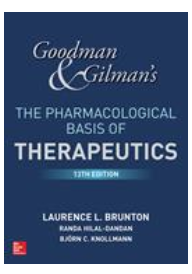 Goodman
& Gilman's
THE PHARMACOLOGICAL
BASIS OF
THERAPEUTICS
13TH EDITION
LAURENCE L. BRUNTON
RANDA HILAL-DANDAN
BJÖRN C. KNOLLMANN